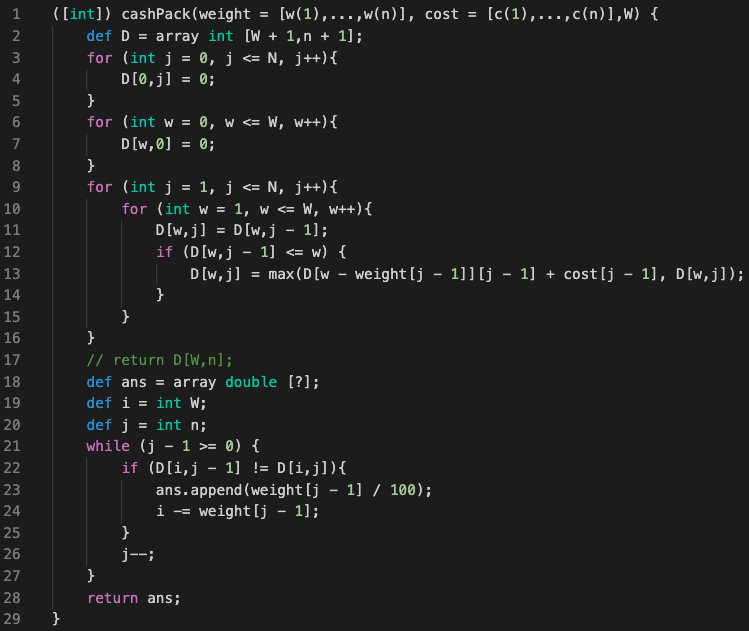 1 ([int]) cashPack(weight = [w(1),...,w(n)], cost = [c(1),...,c(n)],W) {
2 def D = array int [W + 1,n + 1];
3 for (int j = 0, j <= N, j++){
4 D[0,j] = 0;
5 }
6 for (int w = 0, w <= W, w++){
7 D[w,0] = 0;
8 }
9 for (int j = 1, j <= N, j++){
10 for (int w = 1, w <= W, w++){
11 D[w,j] = D[w,j - 1];
12 if (D[w,j - 1] <= w) {
13 D[w,j] = max(D[w - weight[j - 1]][j - 1] + cost[j - 1], D[w,j]);
14 }
15 }
16 }
17 // return D[W,n];
18 def ans = array double [?];
19 def i = int W;
20 def j = int n;
21 while (j - 1 >= 0) {
22 if (D[i,j - 1] != D[i,j]){
23 ans.append(weight[j - 1] / 100);
24 i -= weight[j - 1];
25 }
26 j--;
27 }
28 return ans;
29 }